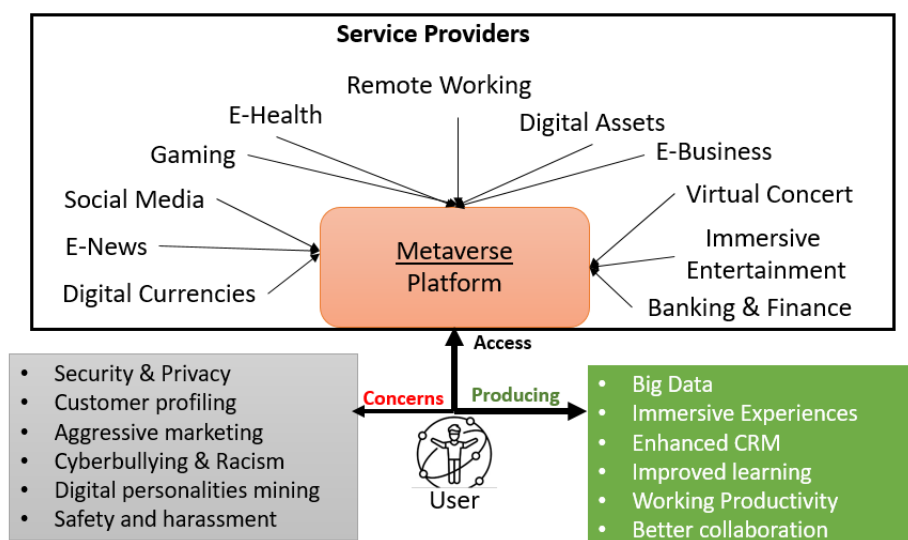 Service Providers
Remote Working
E-Health
Digital Assets
Gaming
E-Business
Social Media
Virtual Concert
E-News
Immersive
Entertainment
Digital Currencies
Banking & Finance
Metaverse
Platform
Access
Concerns
Producing
• Security & Privacy
• Customer profiling
• Aggressive marketing
• Cyberbullying & Racism
• Digital personalities mining
• Safety and harassment
User
• Big Data
• Immersive Experiences
• Enhanced CRM
• Improved learning
• Working Productivity
• Better collaboration